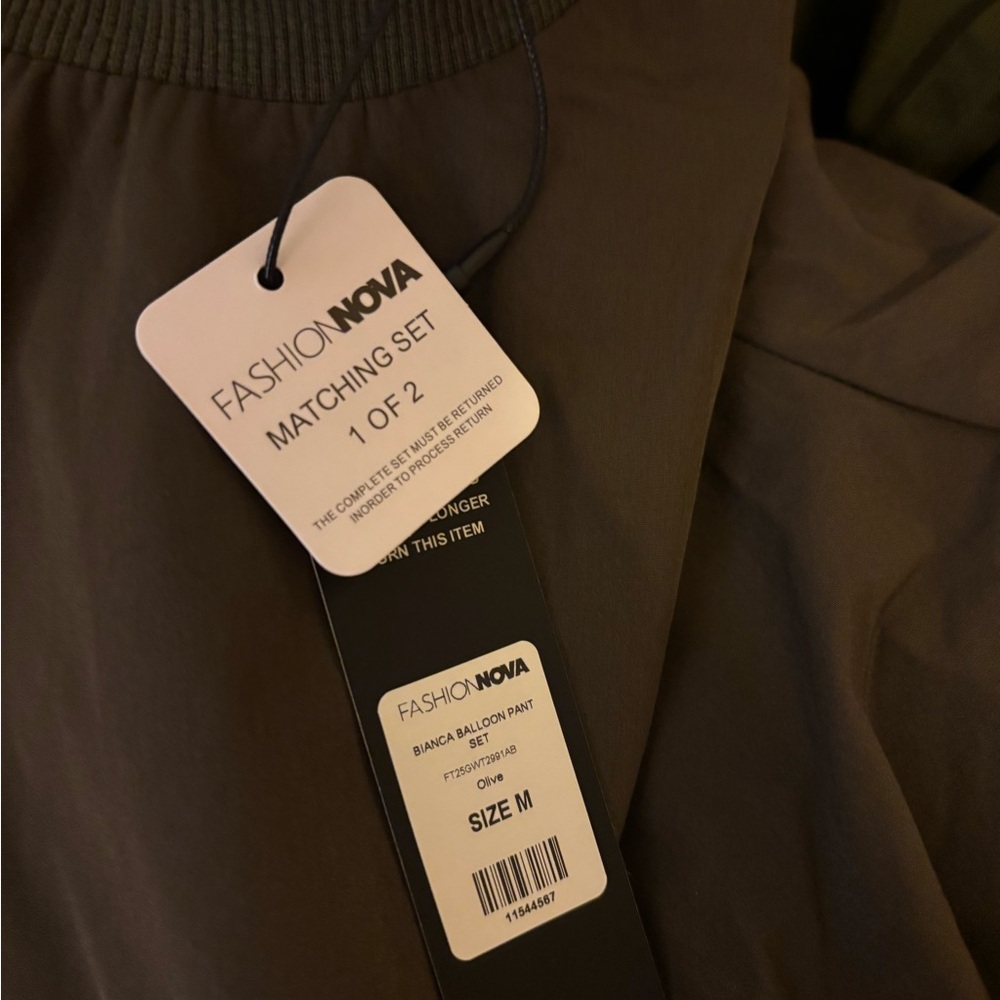 FASHIONNOVA
MATCHING SET
1 OF 2
THE COMPLETE SET MUST BE RETURNED
INORDER TO PROCESS RETURN
LONGER
THIS ITEM
FASHIONNOVA
BIANCA BALLOON PANT
SET
FT25GWT2991AB
Olive
SIZE M
11544567